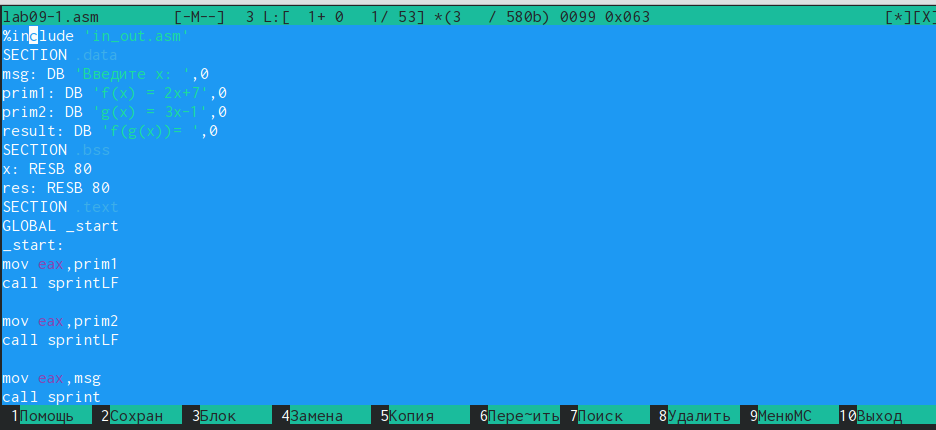 lab09-1.asm [-M--] 3 L:[ 1+ 0 1/ 53] *(3 / 580b) 0099 0x063 [*][X]
%include 'in_out.asm'
SECTION .data
msg: DB 'Введите x: ',0
prim1: DB 'f(x) = 2x+7',0
prim2: DB 'g(x) = 3x-1',0
result: DB 'f(g(x))= ',0
SECTION .bss
x: RESB 80
res: RESB 80
SECTION .text
GLOBAL _start
_start:
mov eax,prim1
call sprintLF
mov eax,prim2
call sprintLF
mov eax,msg
call sprint
1Помощь 2Сохран 3Блок 4Замена 5Копия 6Пере~ить 7Поиск 8Удалить 9МенюMC 10Выход